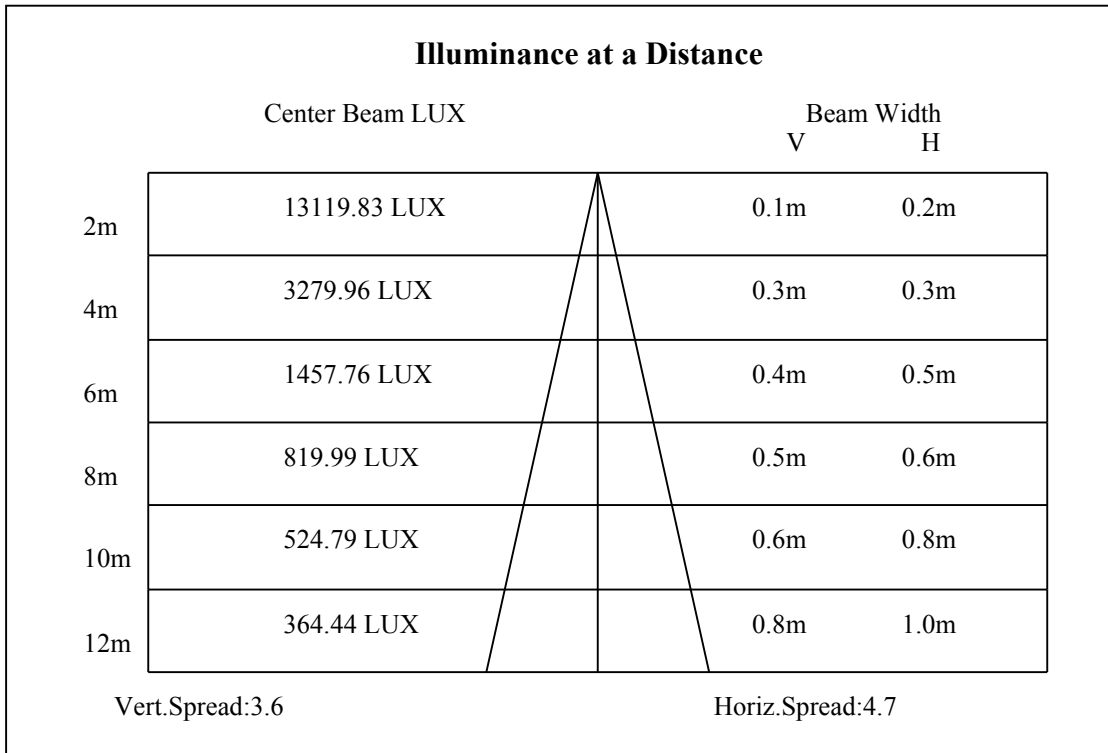 Illuminance at a Distance
Center Beam LUX Beam Width
V H
2m 13119.83 LUX 0.1m 0.2m
4m 3279.96 LUX 0.3m 0.3m
6m 1457.76 LUX 0.4m 0.5m
8m 819.99 LUX 0.5m 0.6m
10m 524.79 LUX 0.6m 0.8m
12m 364.44 LUX 0.8m 1.0m
Vert.Spread:3.6 Horiz.Spread:4.7